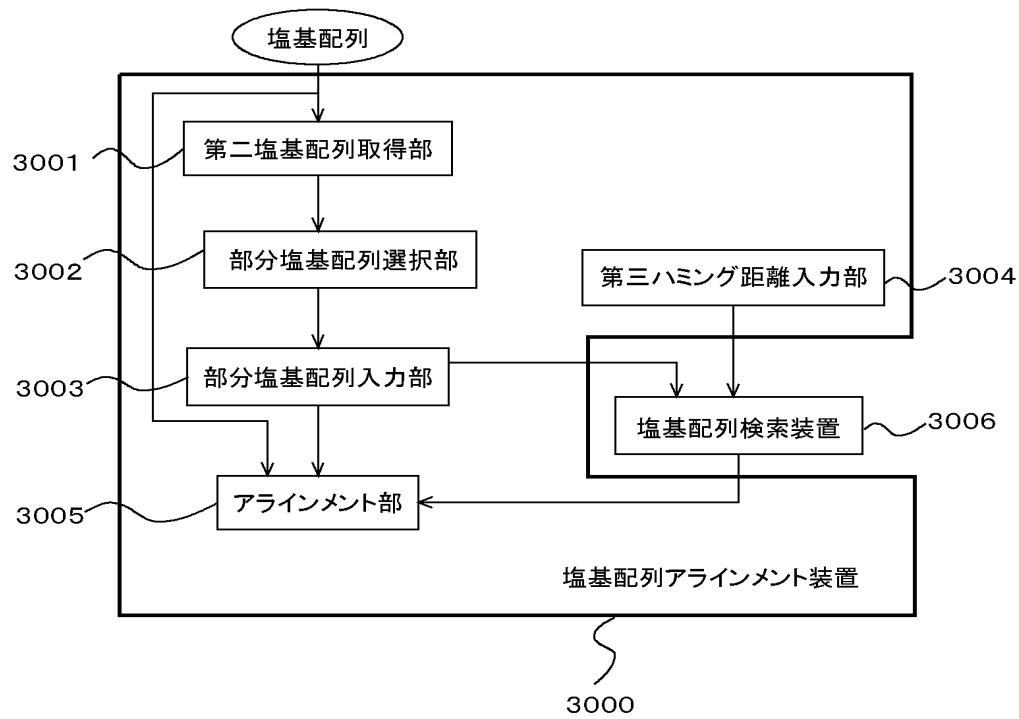 塩基配列
第二塩基配列取得部
3001
部分塩基配列選択部
3002
第三ハミング距離入力部
3004
部分塩基配列入力部
3003
塩基配列検索装置
3006
アラインメント部
3005
塩基配列アラインメント装置
3000